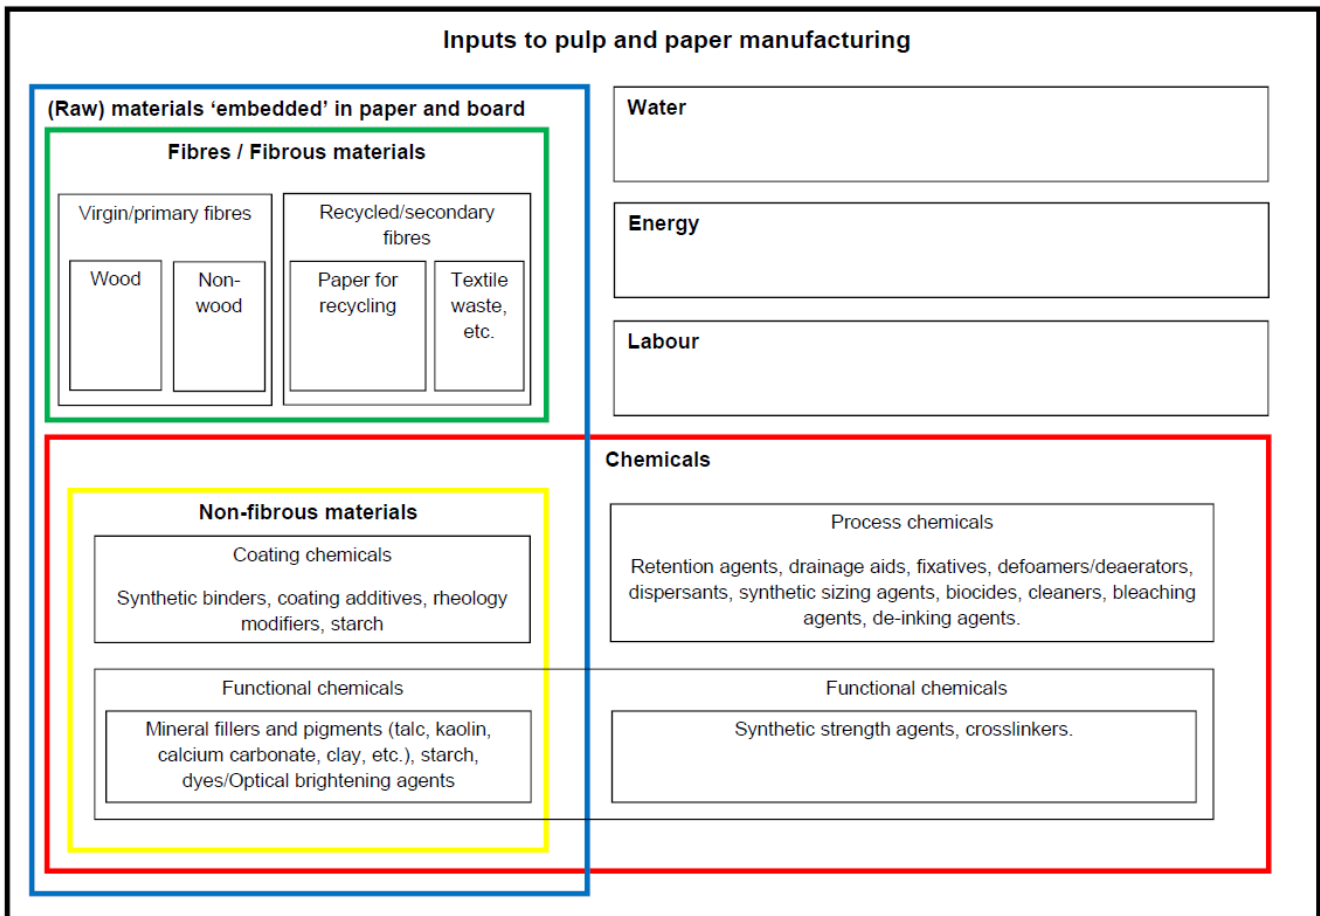 Inputs to pulp and paper manufacturing
(Raw) materials ‘embedded’ in paper and board
Fibres / Fibrous materials
Virgin/primary fibres
Wood
Non-
wood
Recycled/secondary
fibres
Paper for
recycling
Textile
waste,
etc.
Water
Energy
Labour
Chemicals
Non-fibrous materials
Coating chemicals
Synthetic binders, coating additives, rheology
modifiers, starch
Process chemicals
Retention agents, drainage aids, fixatives, defoamers/deaerators,
dispersants, synthetic sizing agents, biocides, cleaners, bleaching
agents, de-inking agents.
Functional chemicals
Mineral fillers and pigments (talc, kaolin,
calcium carbonate, clay, etc.), starch,
dyes/Optical brightening agents
Functional chemicals
Synthetic strength agents, crosslinkers.